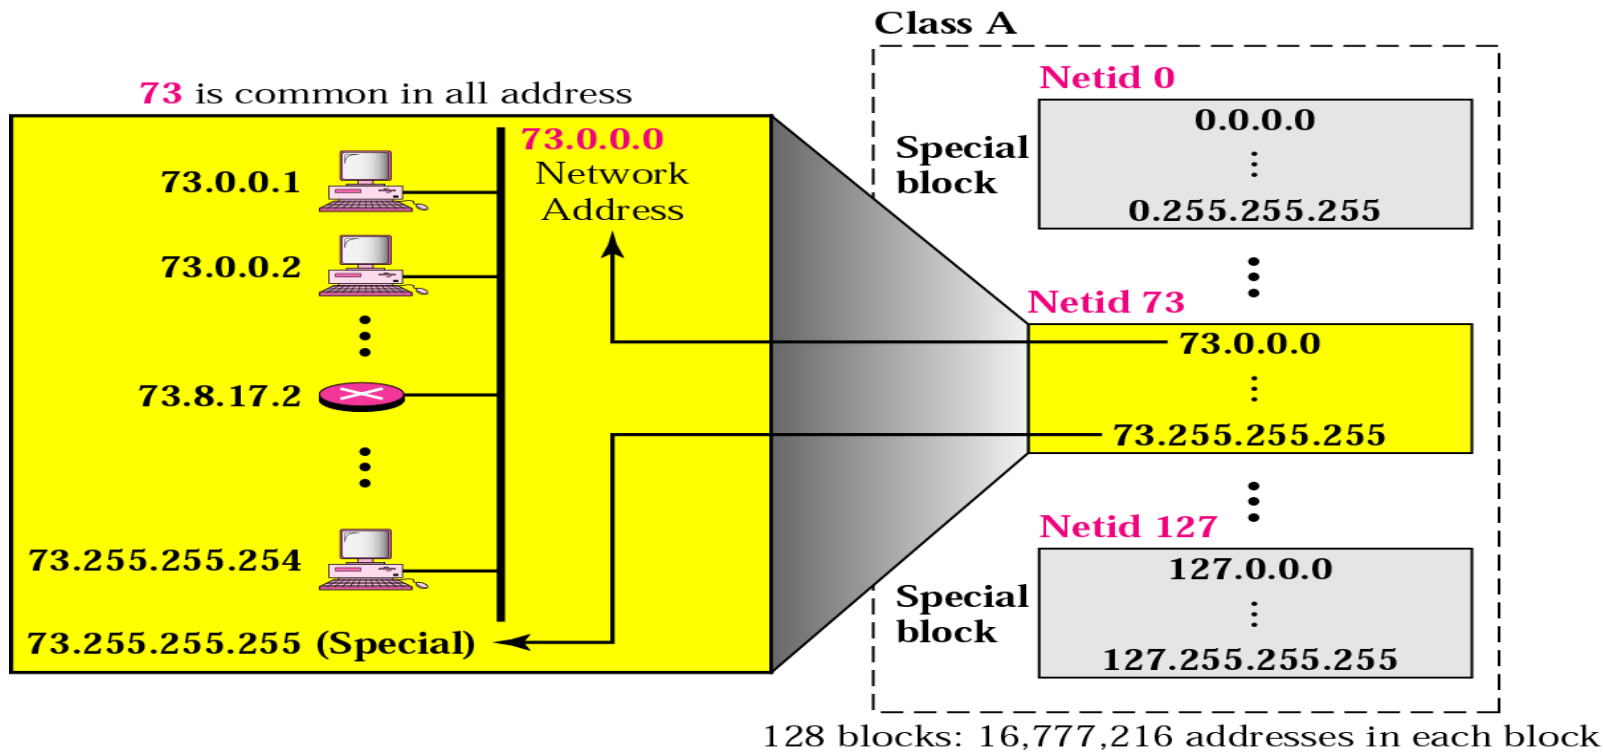 Class A
73 is common in all address
73.0.0.0
Network
Address
73.0.0.1
73.0.0.2
73.8.17.2
73.255.255.254
73.255.255.255 (Special)
Netid 0
Special
block
0.0.0.0
0.255.255.255
Netid 73
73.0.0.0
73.255.255.255
Netid 127
Special
block
127.0.0.0
127.255.255.255
128 blocks: 16,777,216 addresses in each block